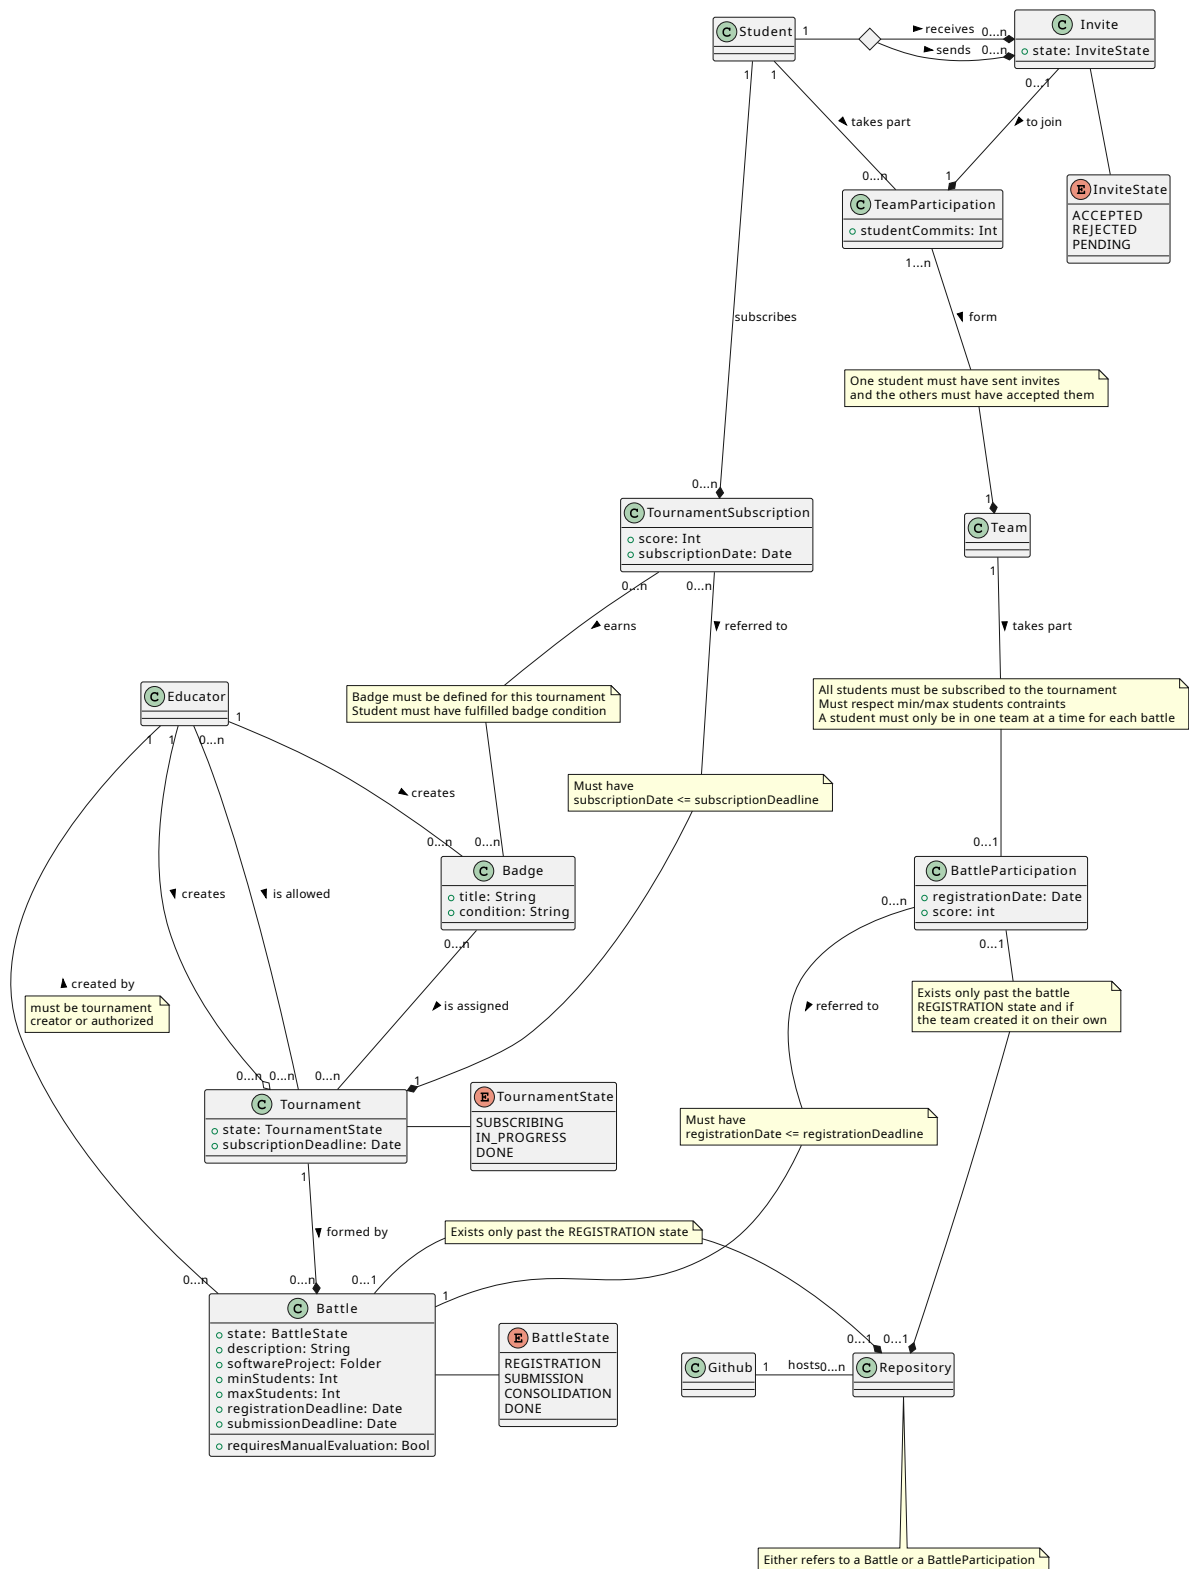 C Student
1
receives
0...n
sends
0...n
C Invite
state: InviteState
1
1
takes part
0...n
0...1
to join
1
E InviteState
ACCEPTED
REJECTED
PENDING
C TeamParticipation
studentCommits: Int
1...n
subscribes
form
One student must have sent invites
and the others must have accepted them
0...n
1
C TournamentSubscription
score: Int
subscriptionDate: Date
C Team
0...n
0...n
1
earns
referred to
takes part
C Educator
1
1
1
0...n
Badge must be defined for this tournament
Student must have fulfilled badge condition
All students must be subscribed to the tournament
Must respect min/max students contraints
A student must only be in one team at a time for each battle
creates
Must have
subscriptionDate <= subscriptionDeadline
0...n
0...n
0...1
C Badge
title: String
condition: String
C BattleParticipation
registrationDate: Date
score: int
creates
is allowed
0...n
0...n
0...1
created by
must be tournament
creator or authorized
is assigned
referred to
Exists only past the battle
REGISTRATION state and if
the team created it on their own
0...n
0...n
0...n
1
C Tournament
state: TournamentState
subscriptionDeadline: Date
E TournamentState
SUBSCRIBING
IN_PROGRESS
DONE
Must have
registrationDate <= registrationDeadline
1
formed by
Exists only past the REGISTRATION state
0...n
0...n
0...1
1
C Battle
state: BattleState
description: String
softwareProject: Folder
minStudents: Int
maxStudents: Int
registrationDeadline: Date
submissionDeadline: Date
requiresManualEvaluation: Bool
E BattleState
REGISTRATION
SUBMISSION
CONSOLIDATION
DONE
0...1
0...1
C Github
1
hosts
0...n
C Repository
Either refers to a Battle or a BattleParticipation